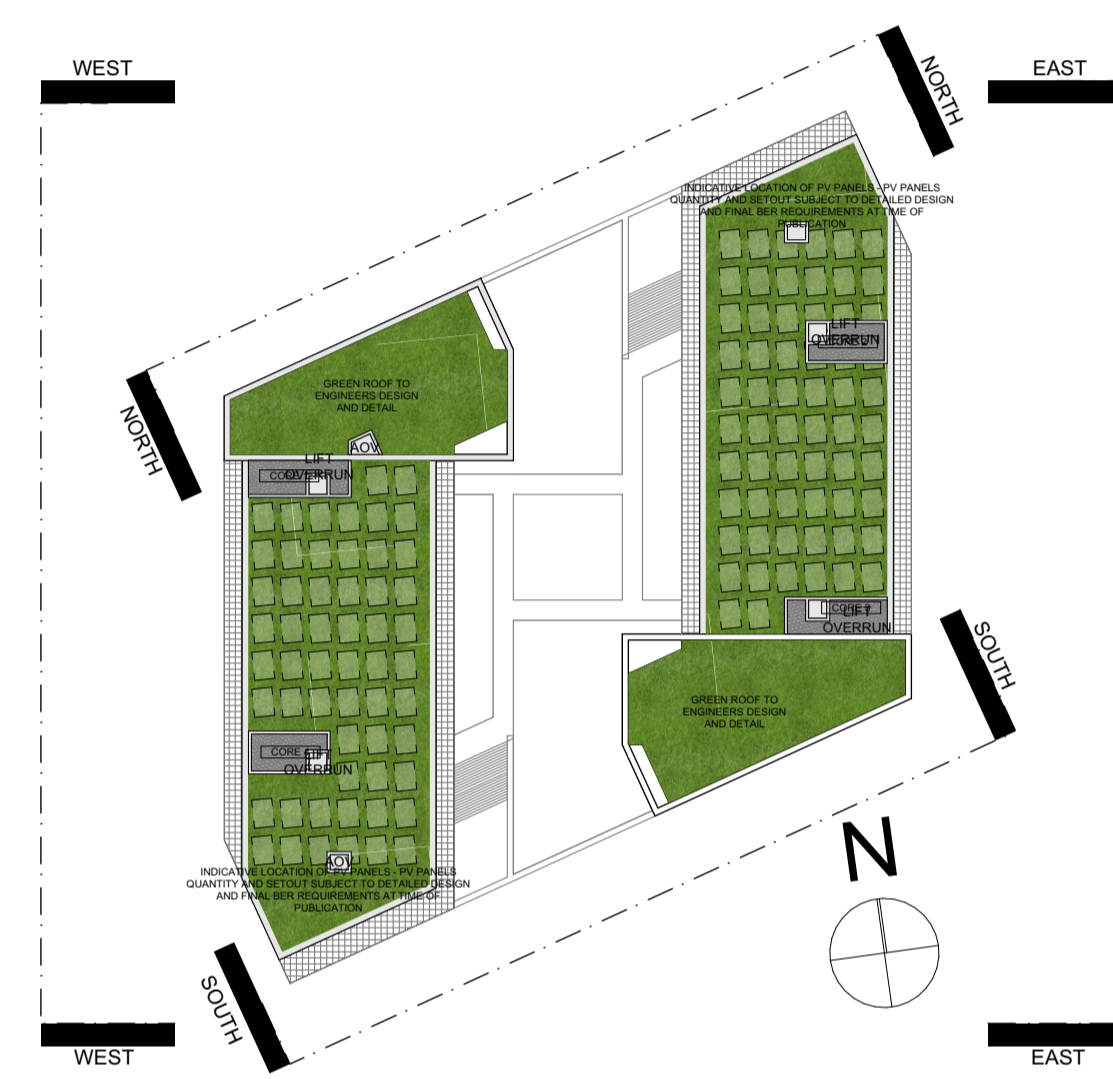 WEST
EAST
NORTH
INDICATIVE LOCATION OF PV PANELS - PV PANELS
QUANTITY AND SETOUT SUBJECT TO DETAILED DESIGN
AND FINAL BER REQUIREMENTS AT TIME OF
PUBLICATION
LIFT
OVERRUN
GREEN ROOF TO
ENGINEERS DESIGN
AND DETAIL
NORTH
AOV
LIFT
OVERRUN
CORE
LIFT
OVERRUN
SOUTH
GREEN ROOF TO
ENGINEERS DESIGN
AND DETAIL
CORE
LIFT
OVERRUN
AOV
INDICATIVE LOCATION OF PV PANELS - PV PANELS
QUANTITY AND SETOUT SUBJECT TO DETAILED DESIGN
AND FINAL BER REQUIREMENTS AT TIME OF
PUBLICATION
N
SOUTH
WEST
EAST